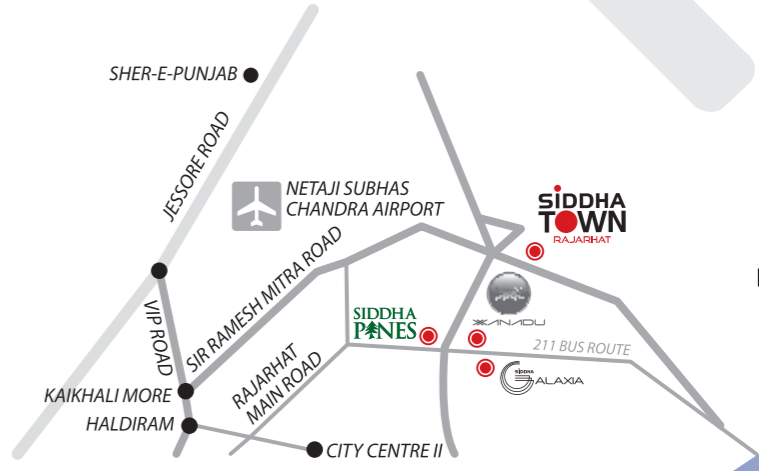 SHER-E-PUNJAB
JESSORE ROAD
NETAJI SUBHAS
CHANDRA AIRPORT
SIDDHA
TOWN
RAJARHAT
SIR RAMESH MITRA ROAD
VIP ROAD
SIDDHA
PINES
XANADU
211 BUS ROUTE
RAJARHAT
MAIN ROAD
SIDDHA
GALAXIA
KAIKHALI MORE
HALDIRAM
CITY CENTRE II